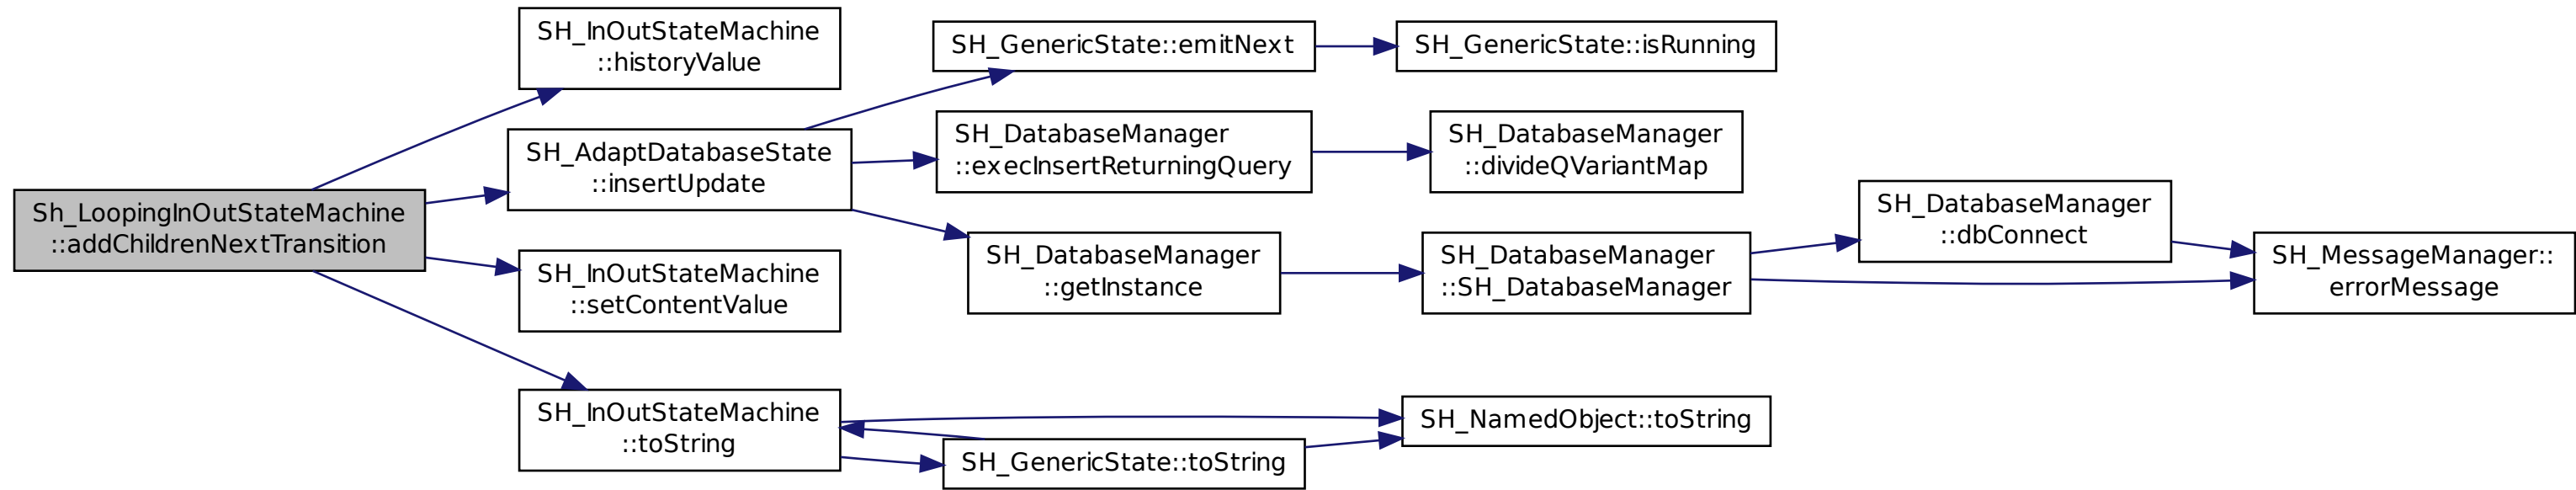 SH_InOutStateMachine
::historyValue
SH_GenericState::emitNext
SH_GenericState::isRunning
SH_AdaptDatabaseState
::insertUpdate
SH_DatabaseManager
::execInsertReturningQuery
SH_DatabaseManager
::divideQVariantMap
Sh_LoopingInOutStateMachine
::addChildrenNextTransition
SH_InOutStateMachine
::setContentValue
SH_DatabaseManager
::getInstance
SH_DatabaseManager
::SH_DatabaseManager
SH_DatabaseManager
::dbConnect
SH_MessageManager::
errorMessage
SH_InOutStateMachine
::toString
SH_GenericState::toString
SH_NamedObject::toString